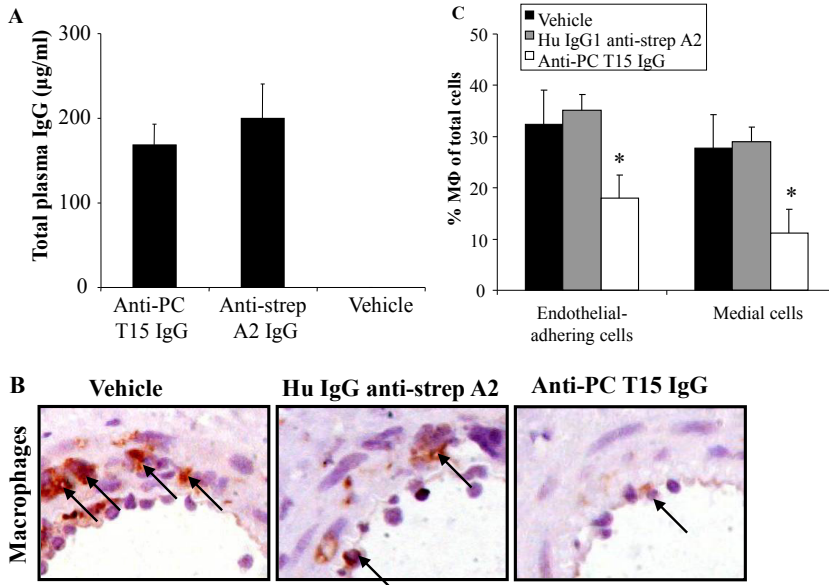 A
Total plasma IgG (µg/ml)
300
200
100
0
Anti-PC
T15 IgG
Anti-strep
A2 IgG
Vehicle
C
Vehicle
Hu IgG1 anti-strep A2
Anti-PC T15 IgG
% MΦ of total cells
50
40
30
20
10
0
*
*
Endothelial-
adhering cells
Medial cells
B
Vehicle
Hu IgG anti-strep A2
Anti-PC T15 IgG
Macrophages